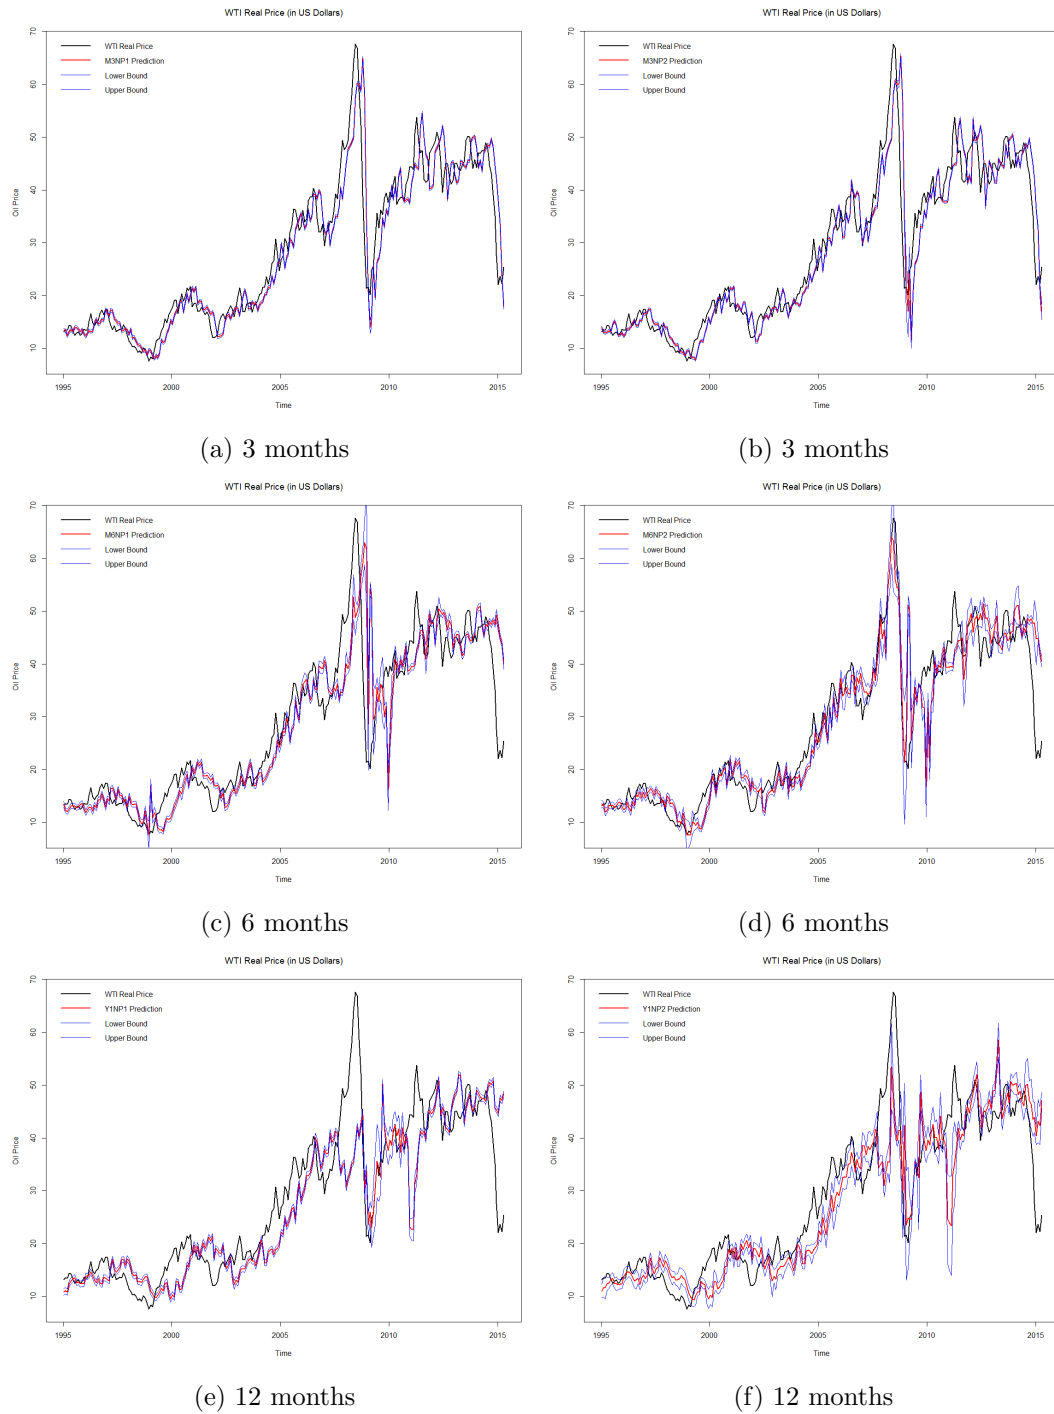 WTI Real Price (in US Dollars)
WTI Real Price
M3NP1 Prediction
Lower Bound
Upper Bound
Oil Price
70
60
50
40
30
20
10
1995 2000 2005 2010 2015
Time
(a) 3 months
WTI Real Price (in US Dollars)
WTI Real Price
M3NP2 Prediction
Lower Bound
Upper Bound
Oil Price
70
60
50
40
30
20
10
1995 2000 2005 2010 2015
Time
(b) 3 months
WTI Real Price (in US Dollars)
WTI Real Price
M6NP1 Prediction
Lower Bound
Upper Bound
Oil Price
70
60
50
40
30
20
10
1995 2000 2005 2010 2015
Time
(c) 6 months
WTI Real Price (in US Dollars)
WTI Real Price
M6NP2 Prediction
Lower Bound
Upper Bound
Oil Price
70
60
50
40
30
20
10
1995 2000 2005 2010 2015
Time
(d) 6 months
WTI Real Price (in US Dollars)
WTI Real Price
Y1NP1 Prediction
Lower Bound
Upper Bound
Oil Price
70
60
50
40
30
20
10
1995 2000 2005 2010 2015
Time
(e) 12 months
WTI Real Price (in US Dollars)
WTI Real Price
Y1NP2 Prediction
Lower Bound
Upper Bound
Oil Price
70
60
50
40
30
20
10
1995 2000 2005 2010 2015
Time
(f) 12 months